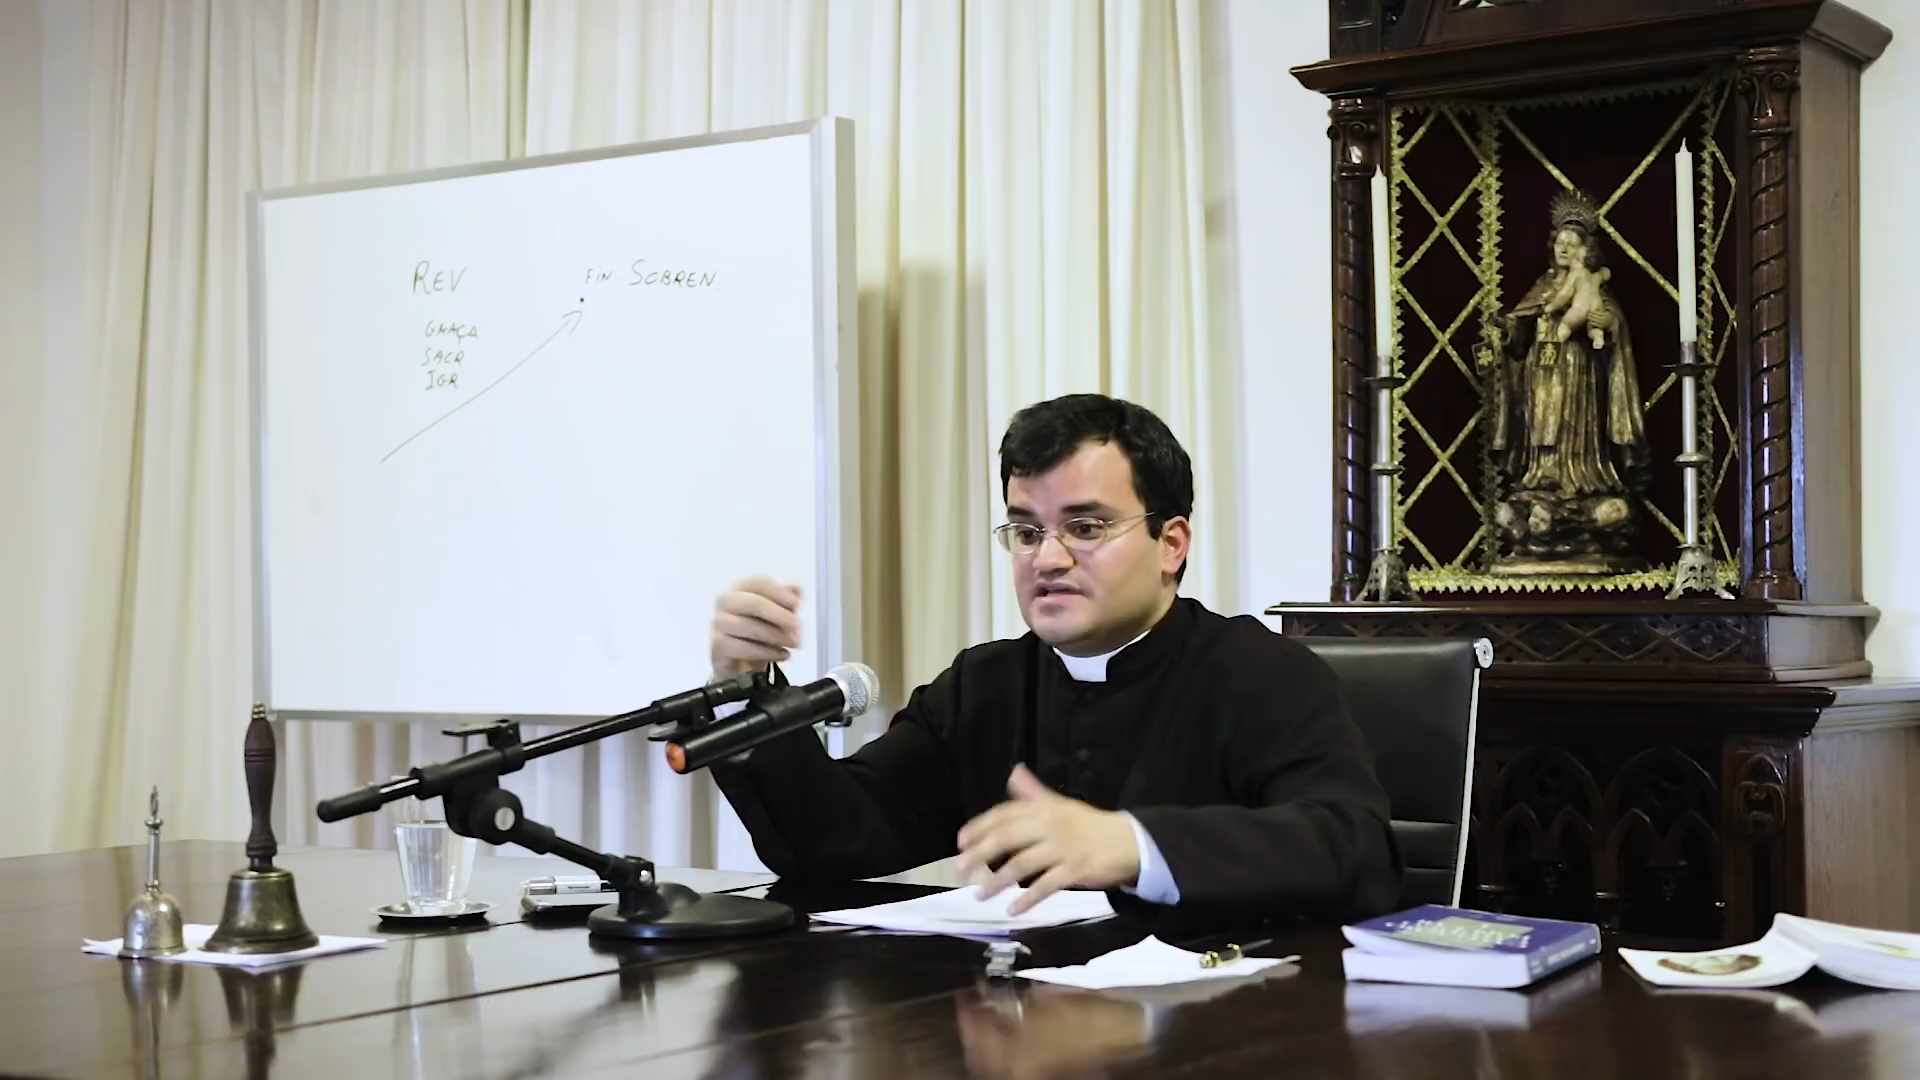 REV
FIN. SOBREN.
GRAÇA
SACR
IGR